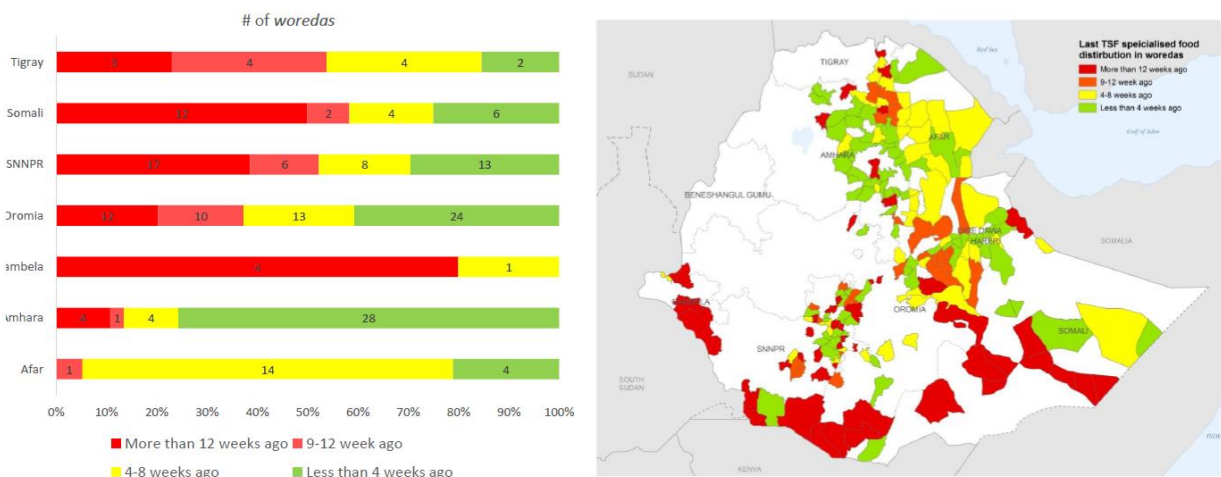 # of woredas
Tigray 3 4 4 2
Somali 12 2 4 6
SNNPR 17 6 8 13
Oromia 12 10 13 24
ambela 4 1
Amhara 4 1 4 28
Afar 1 14 4
0% 10% 20% 30% 40% 50% 60% 70% 80% 90% 100%
More than 12 weeks ago 9-12 week ago
4-8 weeks ago Less than 4 weeks ago
Last TSF speicialised food
distirbution in woredas
More than 12 weeks ago
9-12 week ago
4-8 weeks ago
Less than 4 weeks ago
Red Sea
TIGRAY
SUDAN
Gulf of Aden
AFAR
AMHARA
BENESHANGUL GUMU
SOMALIA
OROMIA
SOMALI
SNNPR
SOUTH
SUDAN
KENYA